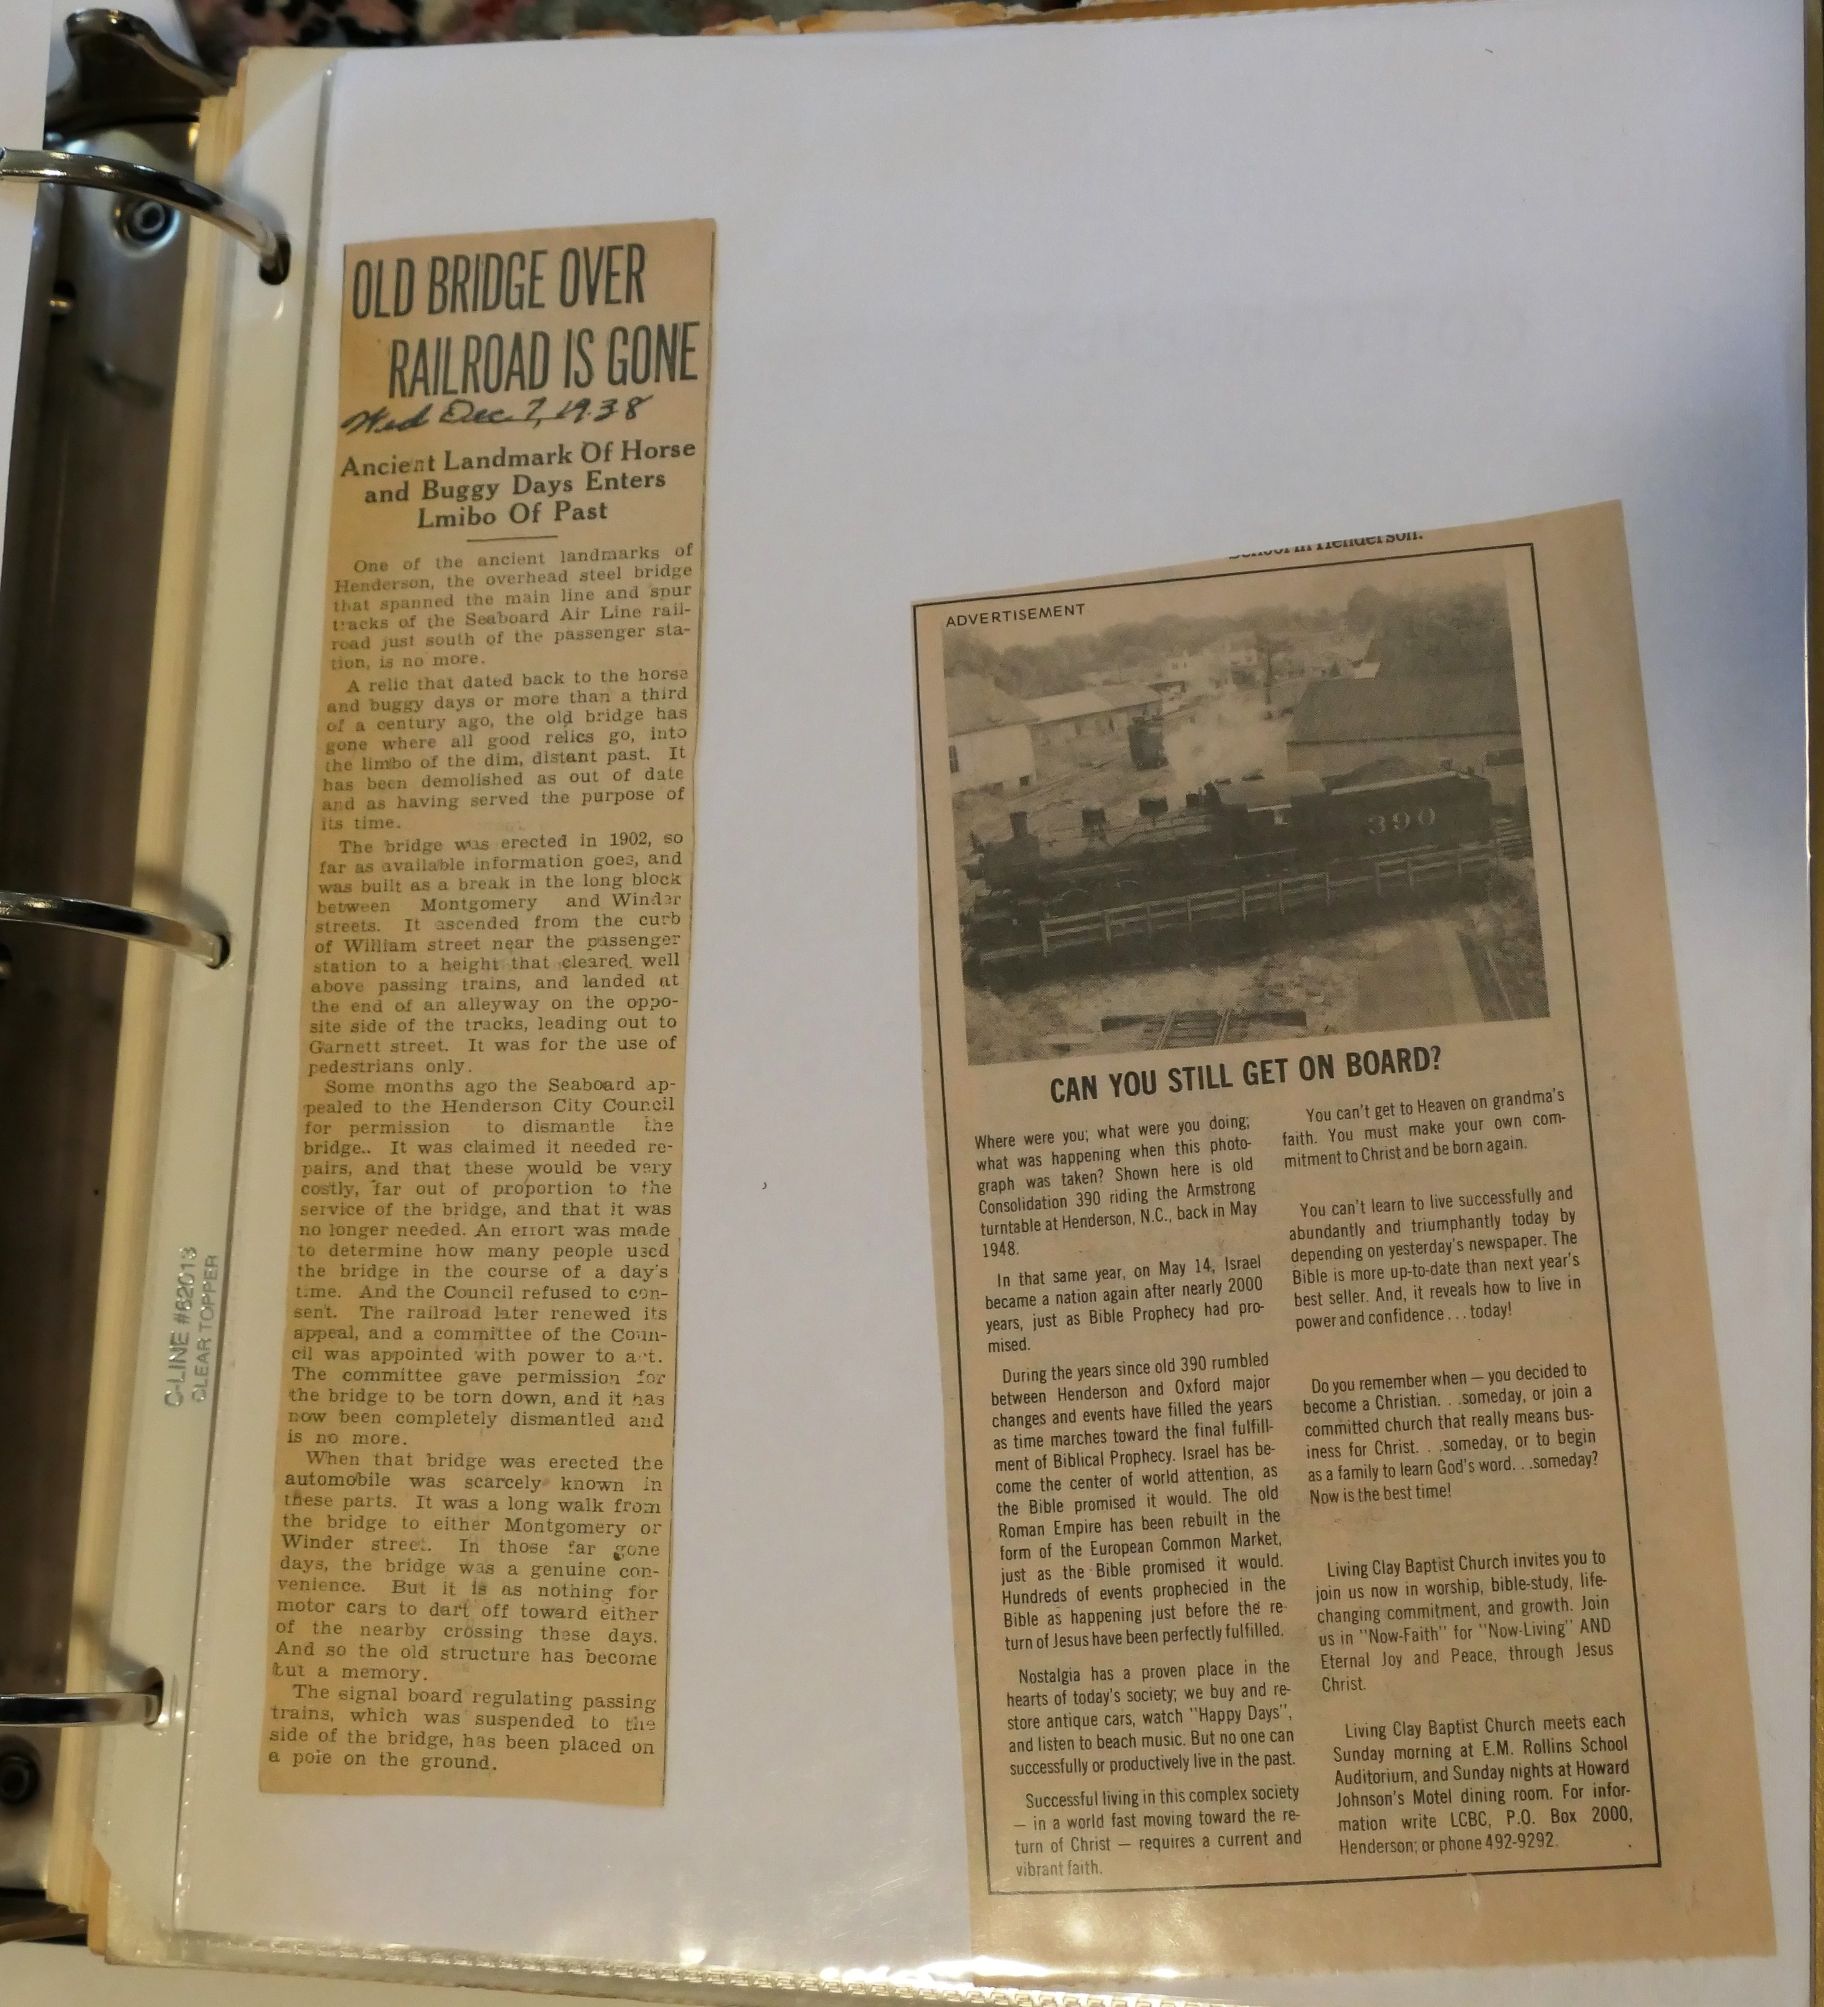 OLD BRIDGE OVER
RAILROAD IS GONE
Wed Dec. 7, 1938
Ancient Landmark Of Horse
and Buggy Days Enters
Lmibo Of Past
One of the ancient landmarks of
Henderson, the overhead steel bridge
that spanned the main line and spur
tracks of the Seaboard Air Line rail-
road just south of the passenger sta-
tion, is no more.
A relic that dated back to the horse
and buggy days or more than a third
of a century ago, the old bridge has
gone where all good relics go, into
the limbo of the dim, distant past. It
has been demolished as out of date
and as having served the purpose of
its time.
The bridge was erected in 1902, so
far as available information goes, and
was built as a break in the long block
between Montgomery and Winder
streets. It ascended from the curb
of William street near the passenger
station to a height that cleared well
above passing trains, and landed at
the end of an alleyway on the oppo-
site side of the tracks, leading out to
Garnett street. It was for the use of
pedestrians only.
Some months ago the Seaboard ap-
pealed to the Henderson City Council
for permission to dismantle the
bridge.. It was claimed it needed re-
pairs, and that these would be very
costly, far out of proportion to the
service of the bridge, and that it was
no longer needed. An effort was made
to determine how many people used
the bridge in the course of a day's
time. And the Council refused to con-
sent. The railroad later renewed its
appeal, and a committee of the Coun-
cil was appointed with power to act.
The committee gave permission for
the bridge to be torn down, and it has
now been completely dismantled and
is no more.
When that bridge was erected the
automobile was scarcely known in
these parts. It was a long walk from
the bridge to either Montgomery or
Winder street. In those far gone
days, the bridge was a genuine con-
venience. But it is as nothing for
motor cars to dart off toward either
of the nearby crossing these days.
And so the old structure has become
but a memory.
The signal board regulating passing
trains, which was suspended to the
side of the bridge, has been placed on
a pole on the ground.
C-LINE #62013
CLEAR TOPPER
School in Henderson.
ADVERTISEMENT
390
CAN YOU STILL GET ON BOARD?
Where were you; what were you doing;
what was happening when this photo-
graph was taken? Shown here is old
Consolidation 390 riding the Armstrong
turntable at Henderson, N.C., back in May
1948.
In that same year, on May 14, Israel
became a nation again after nearly 2000
years, just as Bible Prophecy had pro-
mised.
During the years since old 390 rumbled
between Henderson and Oxford major
changes and events have filled the years
as time marches toward the final fulfill-
ment of Biblical Prophecy. Israel has be-
come the center of world attention, as
the Bible promised it would. The old
Roman Empire has been rebuilt in the
form of the European Common Market,
just as the Bible promised it would.
Hundreds of events prophecied in the
Bible as happening just before the re-
turn of Jesus have been perfectly fulfilled.
Nostalgia has a proven place in the
hearts of today's society; we buy and re-
store antique cars, watch "Happy Days",
and listen to beach music. But no one can
successfully or productively live in the past.
Successful living in this complex society
— in a world fast moving toward the re-
turn of Christ — requires a current and
vibrant faith.
You can't get to Heaven on grandma's
faith. You must make your own com-
mitment to Christ and be born again.
You can't learn to live successfully and
abundantly and triumphantly today by
depending on yesterday's newspaper. The
Bible is more up-to-date than next year's
best seller. And, it reveals how to live in
power and confidence . . . today!
Do you remember when — you decided to
become a Christian. . .someday, or join a
committed church that really means bus-
iness for Christ. . .someday, or to begin
as a family to learn God's word. . .someday?
Now is the best time!
Living Clay Baptist Church invites you to
join us now in worship, bible-study, life-
changing commitment, and growth. Join
us in "Now-Faith" for "Now-Living" AND
Eternal Joy and Peace, through Jesus
Christ.
Living Clay Baptist Church meets each
Sunday morning at E.M. Rollins School
Auditorium, and Sunday nights at Howard
Johnson's Motel dining room. For infor-
mation write LCBC, P.O. Box 2000,
Henderson; or phone 492-9292.